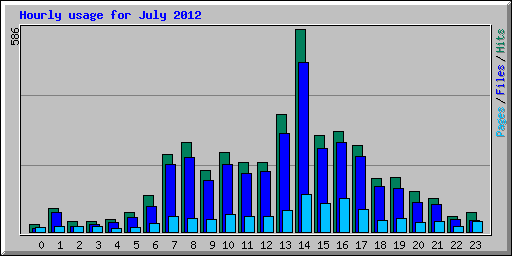 Hourly usage for July 2012
586
Pages / Files / Hits
0 1 2 3 4 5 6 7 8 9 10 11 12 13 14 15 16 17 18 19 20 21 22 23